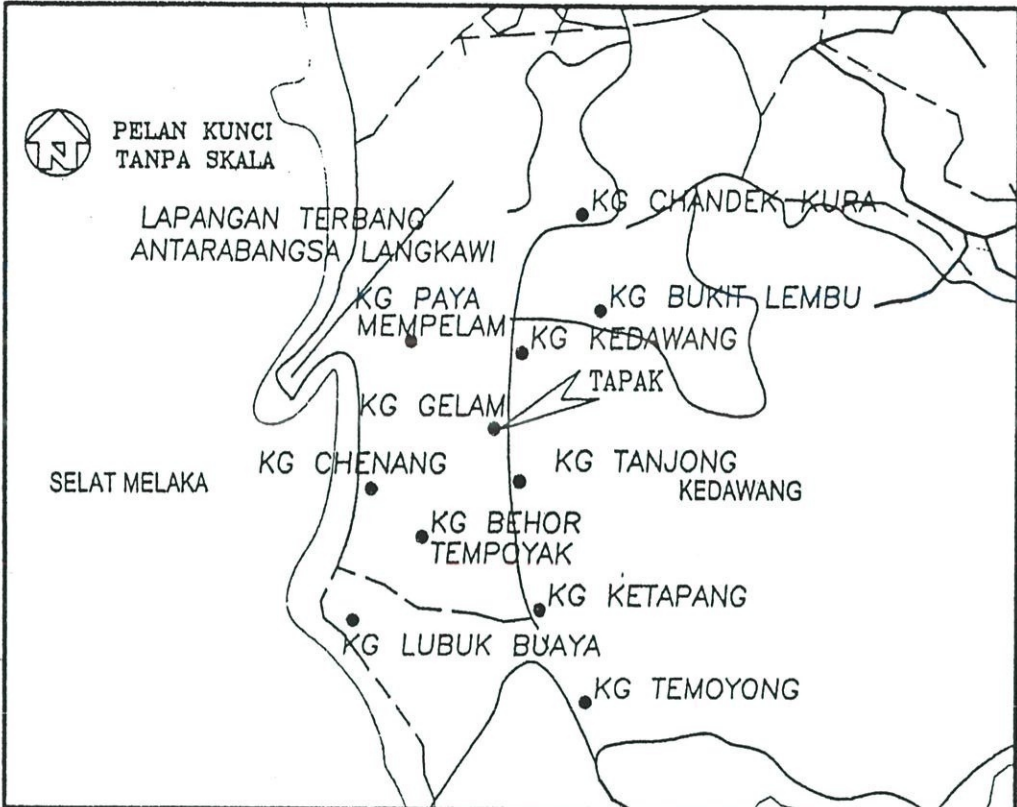 PELAN KUNCI
TANPA SKALA
LAPANGAN TERBANG
ANTARABANGSA LANGKAWI
KG CHANDEK KURA
KG PAYA
MEMPELAM
KG BUKIT LEMBU
KG KEDAWANG
TAPAK
KG GELAM
KG CHENANG
KG TANJONG
KEDAWANG
SELAT MELAKA
KG BEHOR
TEMPOYAK
KG KETAPANG
KG LUBUK BUAYA
KG TEMOYONG